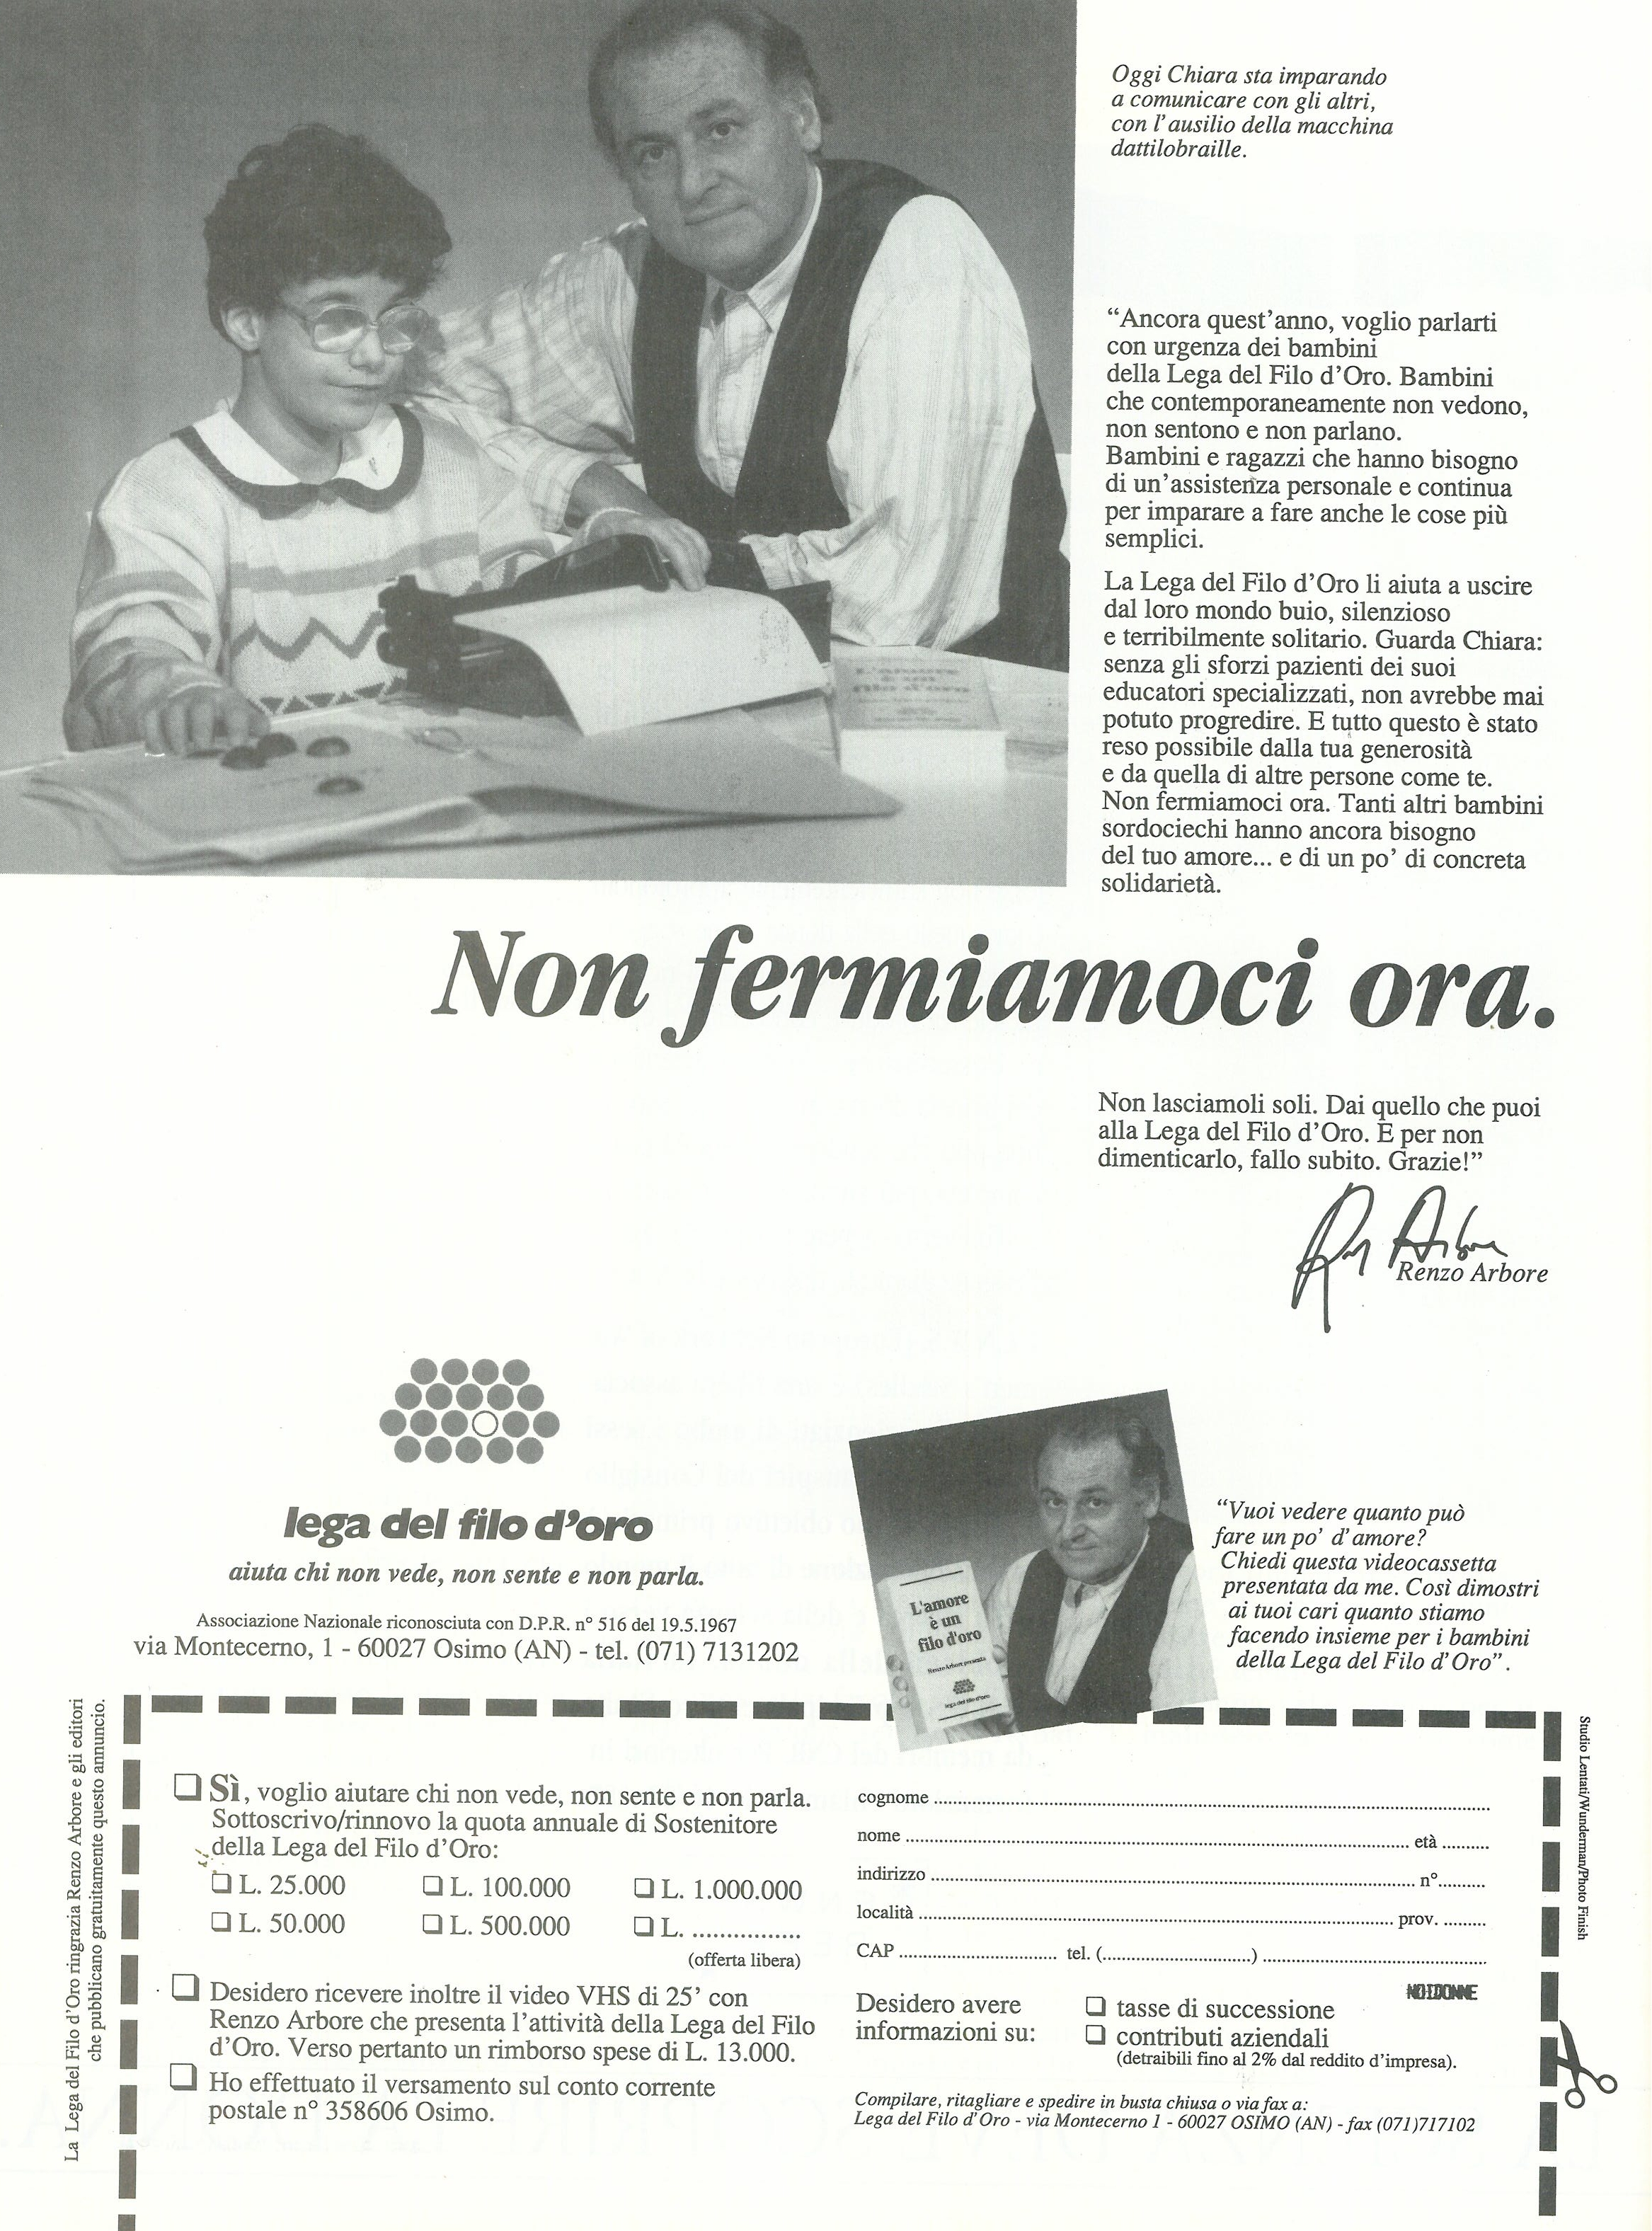 Oggi Chiara sta imparando
a comunicare con gli altri,
con l'ausilio della macchina
dattilobraille.
“Ancora quest'anno, voglio parlarti
con urgenza dei bambini
della Lega del Filo d'Oro. Bambini
che contemporaneamente non vedono,
non sentono e non parlano.
Bambini e ragazzi che hanno bisogno
di un'assistenza personale e continua
per imparare a fare anche le cose più
semplici.
La Lega del Filo d'Oro li aiuta a uscire
dal loro mondo buio, silenzioso
e terribilmente solitario. Guarda Chiara:
senza gli sforzi pazienti dei suoi
educatori specializzati, non avrebbe mai
potuto progredire. E tutto questo è stato
reso possibile dalla tua generosità
e da quella di altre persone come te.
Non fermiamoci ora. Tanti altri bambini
sordociechi hanno ancora bisogno
del tuo amore... e di un po' di concreta
solidarietà.
L'amore
è un
filo d'oro
Non fermiamoci ora.
Non lasciamoli soli. Dai quello che puoi
alla Lega del Filo d'Oro. E per non
dimenticarlo, fallo subito. Grazie!”
Renzo Arbore
lega del filo d'oro
aiuta chi non vede, non sente e non parla.
Associazione Nazionale riconosciuta con D.P.R. n° 516 del 19.5.1967
via Montecerno, 1 - 60027 Osimo (AN) - tel. (071) 7131202
L'amore
è un
filo d'oro
Renzo Arbore presenta
lega del filo d'oro
“Vuoi vedere quanto può
fare un po' d'amore?
Chiedi questa videocassetta
presentata da me. Così dimostri
ai tuoi cari quanto stiamo
facendo insieme per i bambini
della Lega del Filo d'Oro”.
La Lega del Filo d'Oro ringrazia Renzo Arbore e gli editori
che pubblicano gratuitamente questo annuncio.
Studio Lentati/Wunderman/Photo Finish
❏ Sì, voglio aiutare chi non vede, non sente e non parla.
Sottoscrivo/rinnovo la quota annuale di Sostenitore
della Lega del Filo d'Oro:
❏ L. 25.000 ❏ L. 100.000 ❏ L. 1.000.000
❏ L. 50.000 ❏ L. 500.000 ❏ L. ................
(offerta libera)
❏ Desidero ricevere inoltre il video VHS di 25' con
Renzo Arbore che presenta l'attività della Lega del Filo
d'Oro. Verso pertanto un rimborso spese di L. 13.000.
❏ Ho effettuato il versamento sul conto corrente
postale n° 358606 Osimo.
cognome ................
nome ................ età ........
indirizzo ................ n°........
località ................ prov. ........
CAP ................ tel. (................) ................
NOIDONNE
Desidero avere
informazioni su:
❏ tasse di successione
❏ contributi aziendali
(detraibili fino al 2% dal reddito d'impresa).
Compilare, ritagliare e spedire in busta chiusa o via fax a:
Lega del Filo d'Oro - via Montecerno 1 - 60027 OSIMO (AN) - fax (071)717102